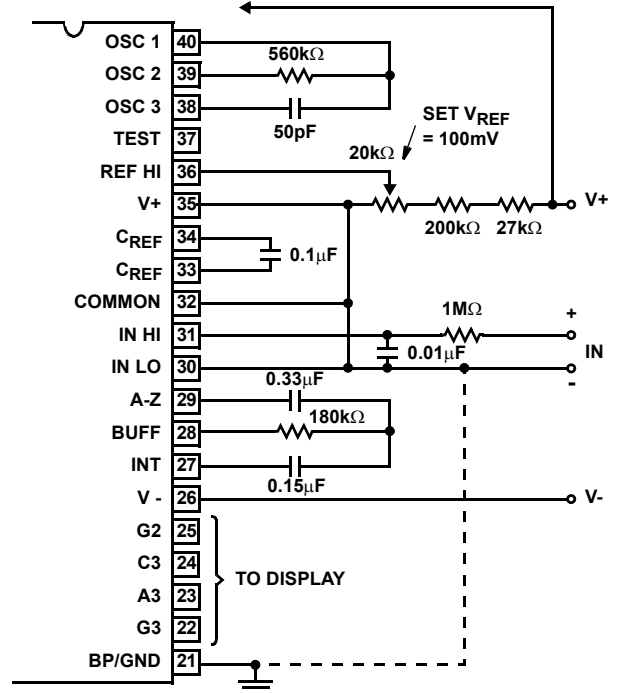 OSC 1 40
560kΩ
OSC 2 39
OSC 3 38
50pF
TEST 37
SET VREF
= 100mV
20kΩ
REF HI 36
V+ 35
V+
200kΩ 27kΩ
CREF 34
0.1µF
CREF 33
COMMON 32
1MΩ
+
IN HI 31
0.01µF
IN
IN LO 30
-
0.33µF
A-Z 29
180kΩ
BUFF 28
INT 27
0.15µF
V - 26
V-
G2 25
C3 24
TO DISPLAY
A3 23
G3 22
BP/GND 21